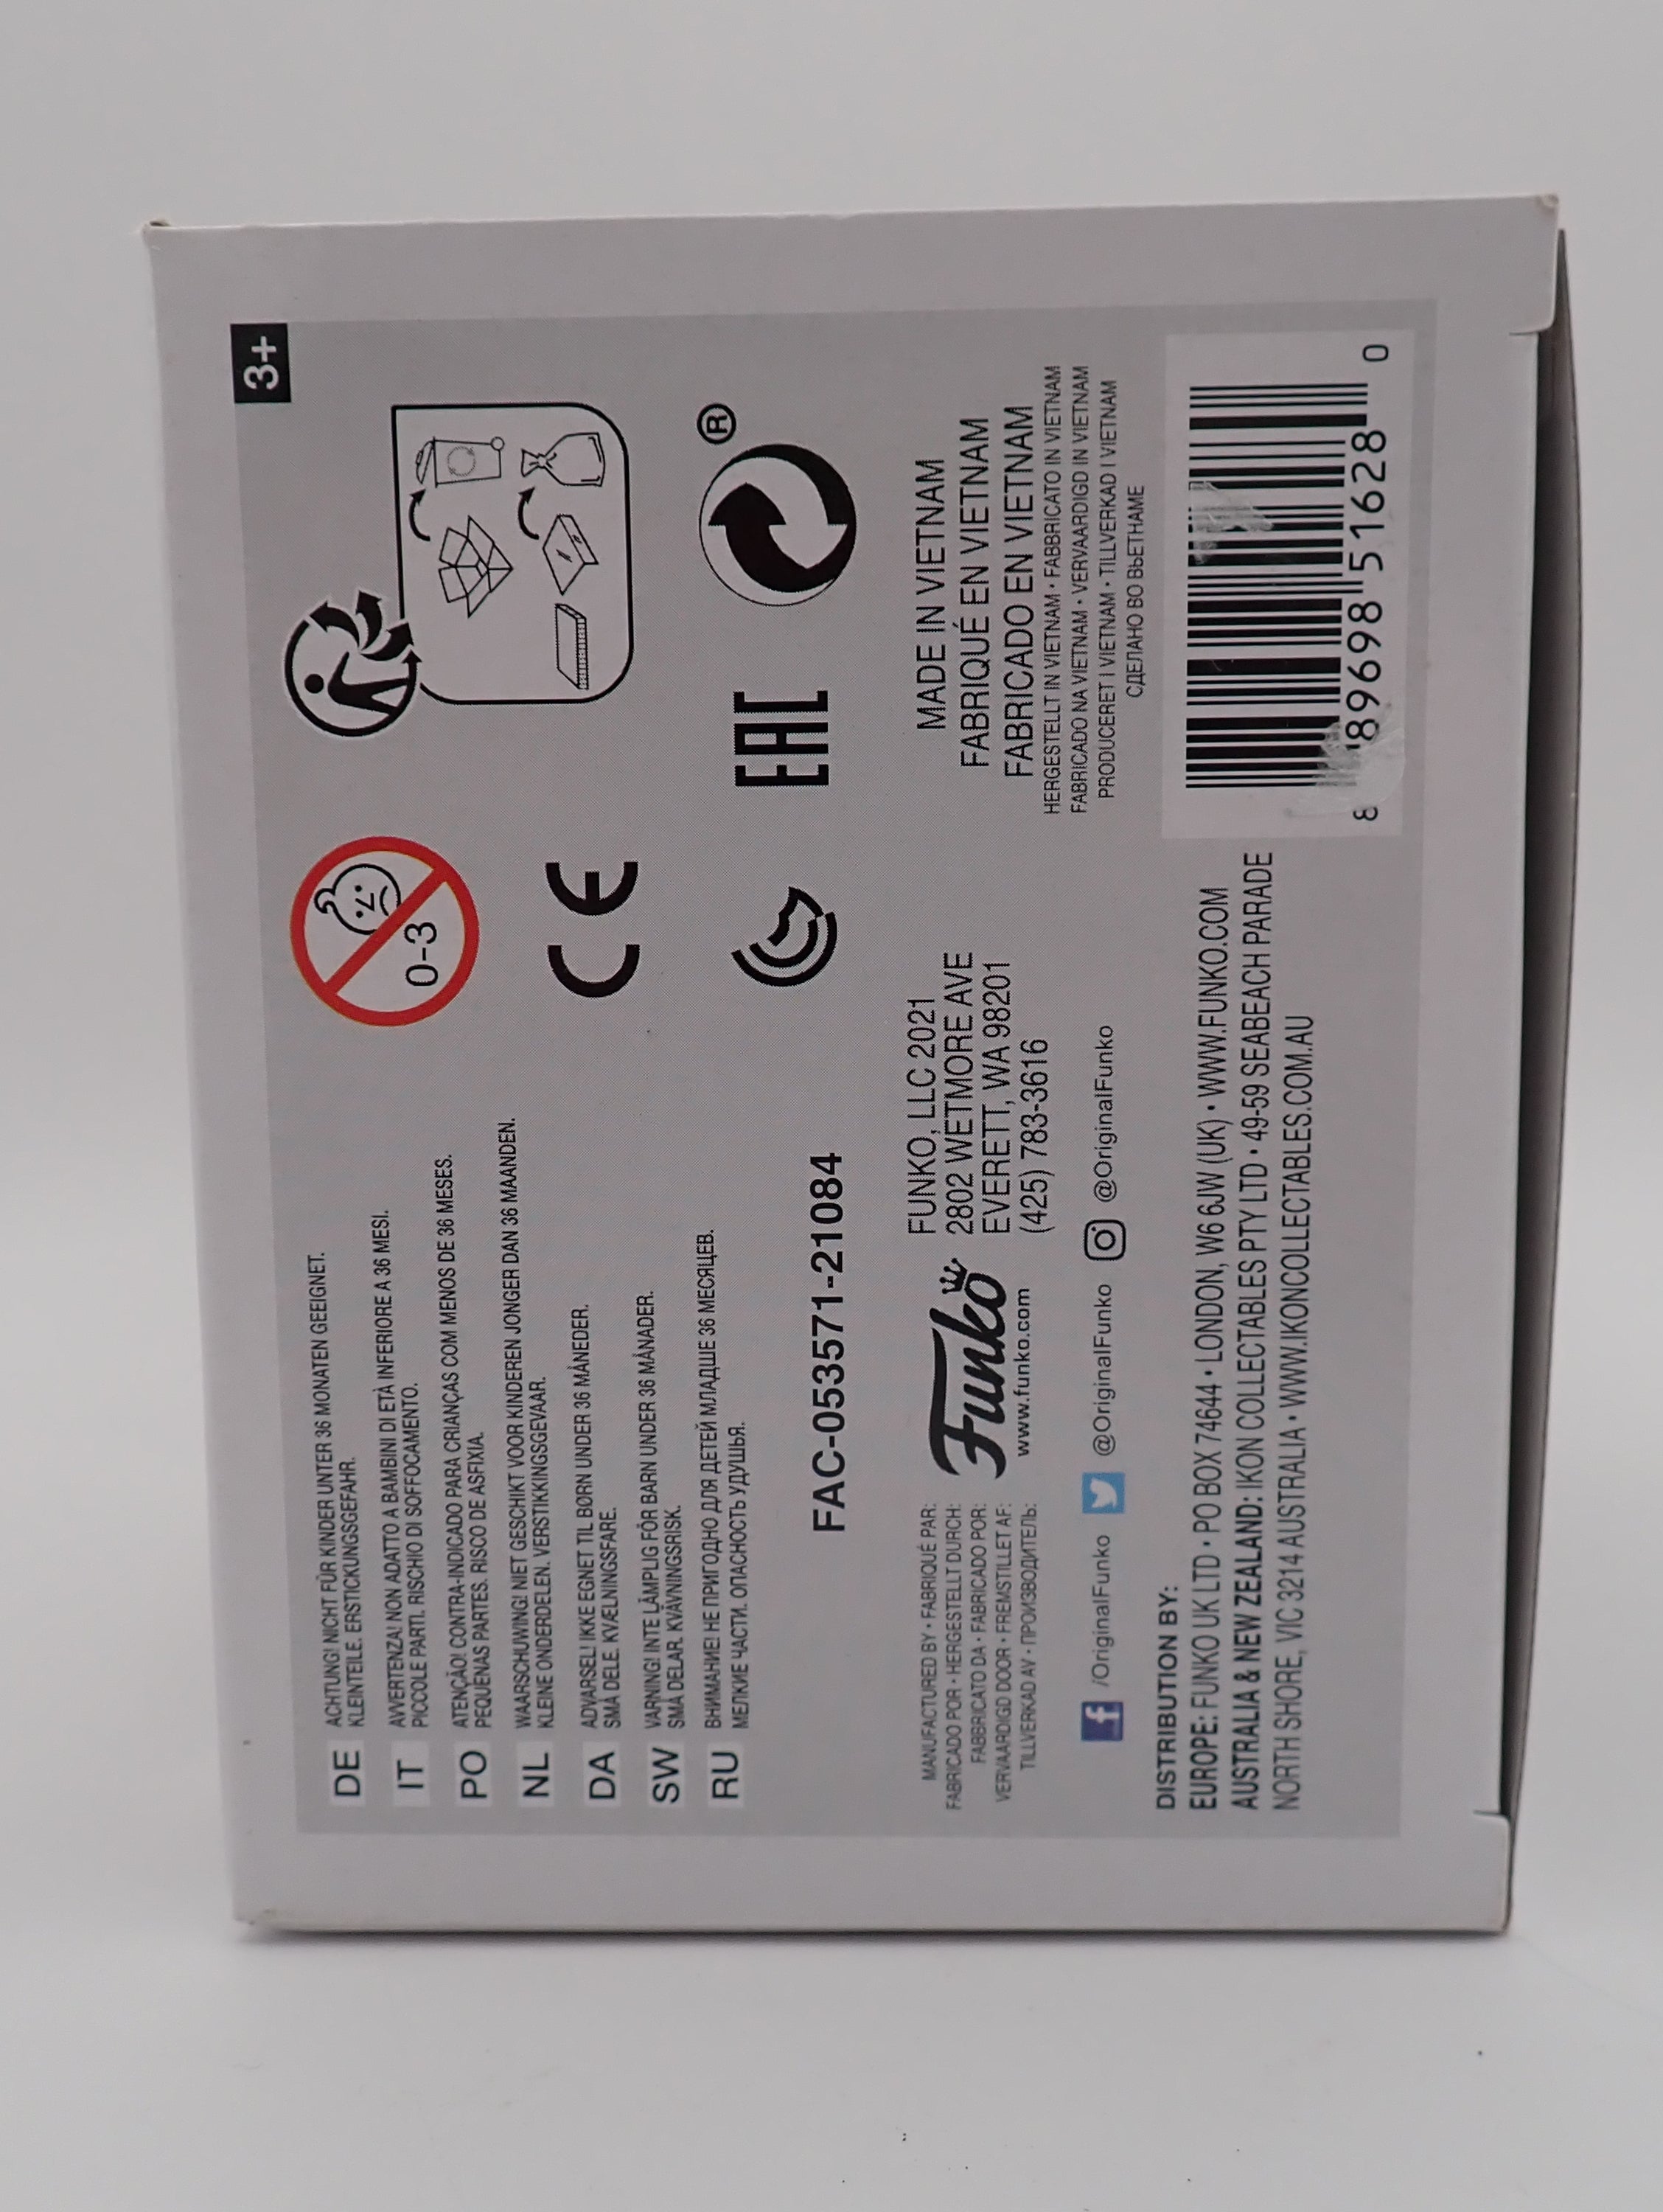 3+
DE
ACHTUNG! NICHT FÜR KINDER UNTER 36 MONATEN GEEIGNET.
KLEINTEILE. ERSTICKUNGSGEFAHR.
IT
AVVERTENZA! NON ADATTO A BAMBINI DI ETÀ INFERIORE A 36 MESI.
PICCOLE PARTI. RISCHIO DI SOFFOCAMENTO.
PO
ATENÇÃO! CONTRA-INDICADO PARA CRIANÇAS COM MENOS DE 36 MESES.
PEQUENAS PARTES. RISCO DE ASFIXIA.
NL
WAARSCHUWING! NIET GESCHIKT VOOR KINDEREN JONGER DAN 36 MAANDEN.
KLEINE ONDERDELEN. VERSTIKKINGSGEVAAR.
DA
ADVARSEL! IKKE EGNET TIL BØRN UNDER 36 MÅNEDER.
SMÅ DELE. KVÆLNINGSFARE.
SW
VARNING! INTE LÄMPLIG FÖR BARN UNDER 36 MÅNADER.
SMÅ DELAR. KVÄVNINGSRISK.
RU
ВНИМАНИЕ! НЕ ПРИГОДНО ДЛЯ ДЕТЕЙ МЛАДШЕ 36 МЕСЯЦЕВ.
МЕЛКИЕ ЧАСТИ. ОПАСНОСТЬ УДУШЬЯ.
0-3
CE
EAC
®
FAC-053571-21084
MANUFACTURED BY • FABRIQUÉ PAR:
FABRICADO POR • HERGESTELLT DURCH:
FABBRICATO DA • FABRICADO POR:
VERVAARDIGD DOOR • FREMSTILLET AF:
TILLVERKAD AV • ПРОИЗВОДИТЕЛЬ:
Funko
www.funko.com
FUNKO, LLC 2021
2802 WETMORE AVE
EVERETT, WA 98201
(425) 783-3616
/OriginalFunko
@OriginalFunko
@OriginalFunko
MADE IN VIETNAM
FABRIQUÉ EN VIETNAM
FABRICADO EN VIETNAM
HERGESTELLT IN VIETNAM • FABBRICATO IN VIETNAM
FABRICADO NA VIETNAM • VERVAARDIGD IN VIETNAM
PRODUCERET I VIETNAM • TILLVERKAD I VIETNAM
СДЕЛАНО ВО ВЬЕТНАМЕ
DISTRIBUTION BY:
EUROPE: FUNKO UK LTD • PO BOX 74644 • LONDON, W6 6JW (UK) • WWW.FUNKO.COM
AUSTRALIA & NEW ZEALAND: IKON COLLECTABLES PTY LTD • 49-59 SEABEACH PARADE
NORTH SHORE, VIC 3214 AUSTRALIA • WWW.IKONCOLLECTABLES.COM.AU
8 89698 51628 0